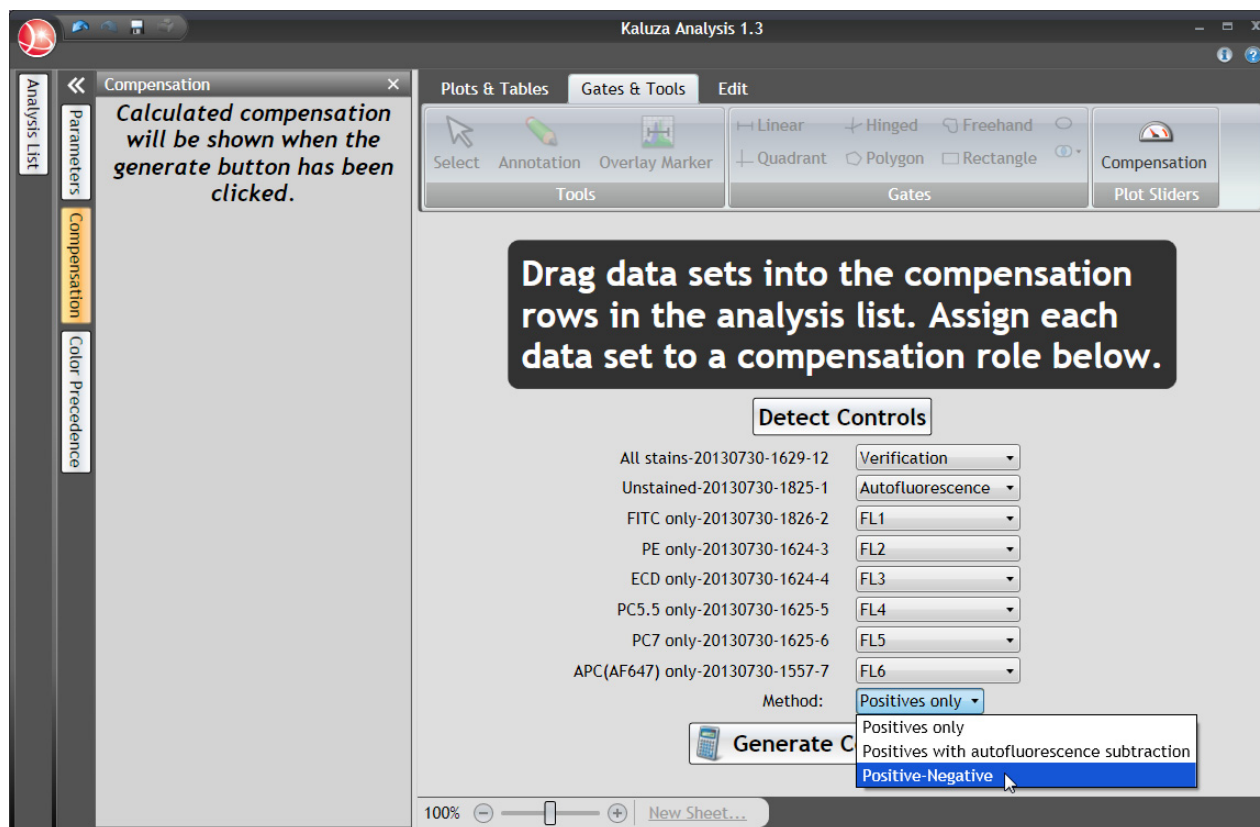 Kaluza Analysis 1.3
Analysis List
Parameters
Compensation
Color Precedence
Compensation
Calculated compensation
will be shown when the
generate button has been
clicked.
Plots & Tables Gates & Tools Edit
Select Annotation Overlay Marker
Tools
Linear Hinged Freehand
Quadrant Polygon Rectangle
Gates
Compensation
Plot Sliders
Drag data sets into the compensation
rows in the analysis list. Assign each
data set to a compensation role below.
Detect Controls
All stains-20130730-1629-12 Verification
Unstained-20130730-1825-1 Autofluorescence
FITC only-20130730-1826-2 FL1
PE only-20130730-1624-3 FL2
ECD only-20130730-1624-4 FL3
PC5.5 only-20130730-1625-5 FL4
PC7 only-20130730-1625-6 FL5
APC(AF647) only-20130730-1557-7 FL6
Method: Positives only
Generate
Positives only
Positives with autofluorescence subtraction
Positive-Negative
100% New Sheet...